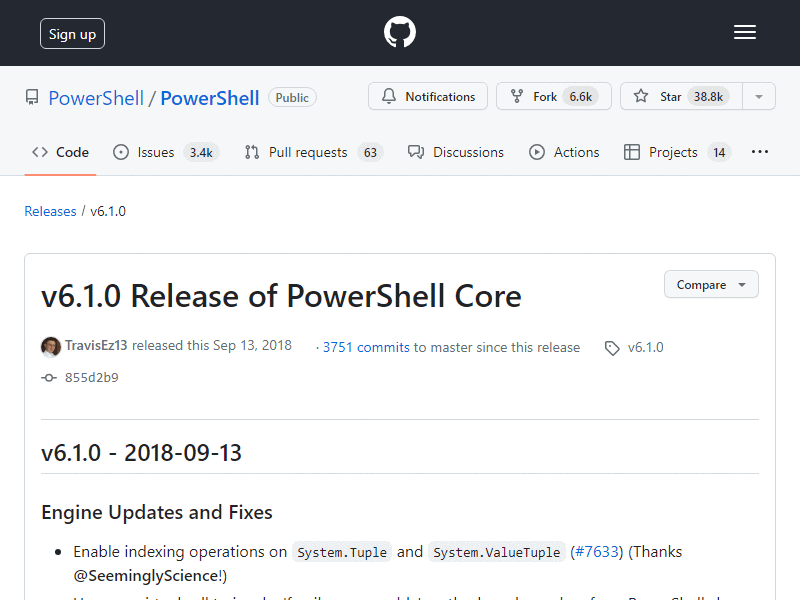 Sign up
PowerShell / PowerShell Public
Notifications
Fork 6.6k
Star 38.8k
Code
Issues 3.4k
Pull requests 63
Discussions
Actions
Projects 14
Releases / v6.1.0
v6.1.0 Release of PowerShell Core
Compare
TravisEz13 released this Sep 13, 2018 · 3751 commits to master since this release v6.1.0
855d2b9
v6.1.0 - 2018-09-13
Engine Updates and Fixes
• Enable indexing operations on System.Tuple and System.ValueTuple (#7633) (Thanks
@SeeminglyScience!)